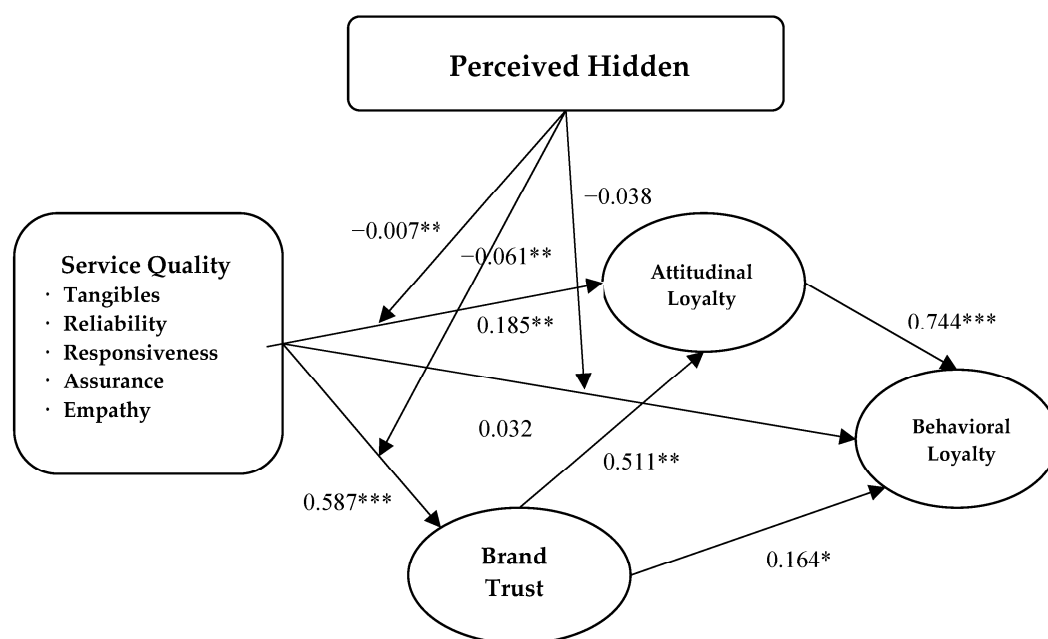 Perceived Hidden
−0.038
−0.007**
−0.061**
Service Quality
· Tangibles
· Reliability
· Responsiveness
· Assurance
· Empathy
Attitudinal
Loyalty
0.185**
0.744***
0.032
Behavioral
Loyalty
0.511**
0.587***
Brand
Trust
0.164*